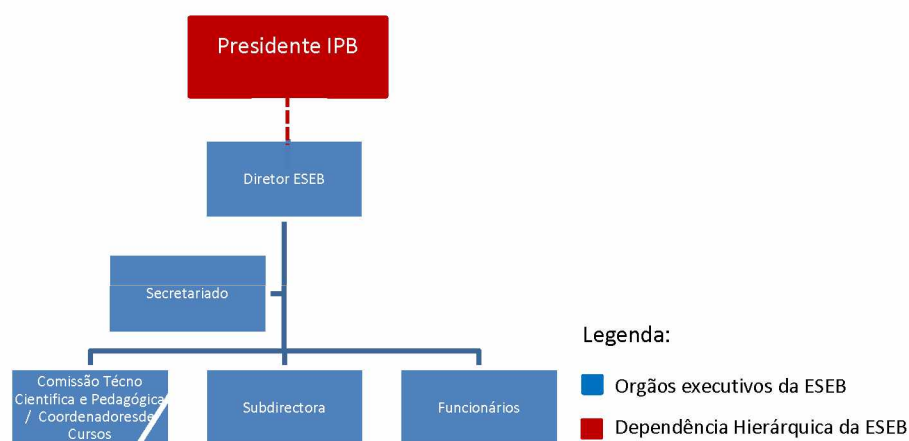 Presidente IPB
Diretor ESEB
Secretariado
Legenda:
Comissão Técno
Cientifica e Pedagógica
/ Coordenadoresde
Cursos
Subdirectora
Funcionários
Orgãos executivos da ESEB
Dependência Hierárquica da ESEB